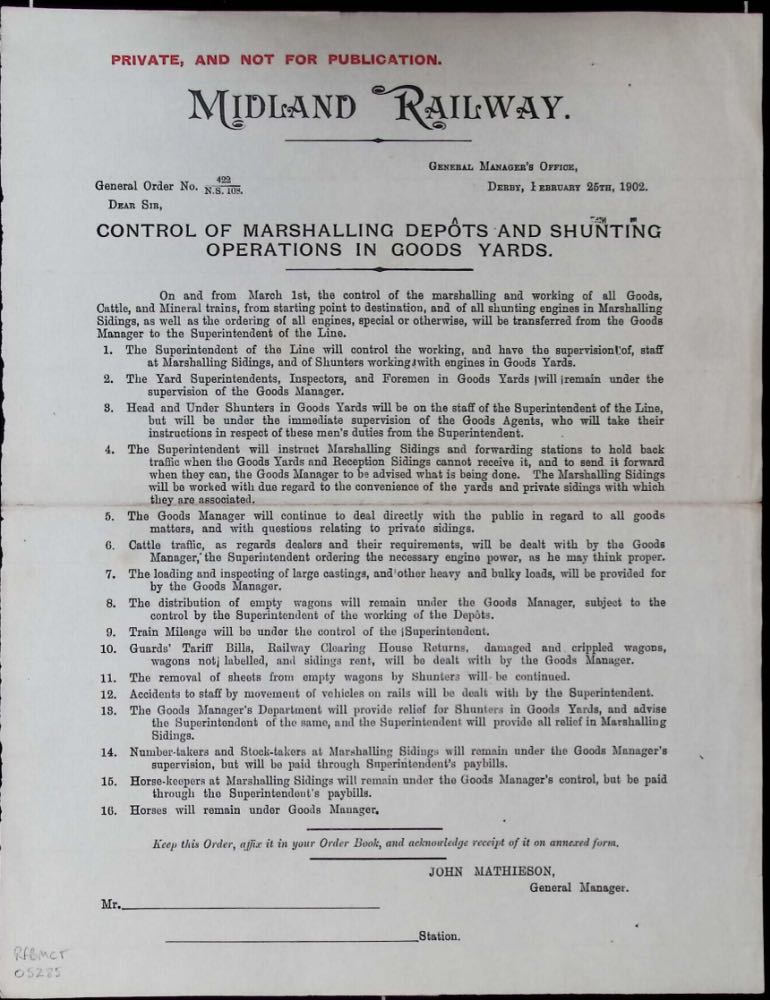 PRIVATE, AND NOT FOR PUBLICATION.
MIDLAND RAILWAY.
GENERAL MANAGER'S OFFICE,
General Order No. 422/N.S. 108.
DERBY, FEBRUARY 25TH, 1902.
DEAR SIR,
CONTROL OF MARSHALLING DEPÔTS AND SHUNTING
OPERATIONS IN GOODS YARDS.
On and from March 1st, the control of the marshalling and working of all Goods,
Cattle, and Mineral trains, from starting point to destination, and of all shunting engines in Marshalling
Sidings, as well as the ordering of all engines, special or otherwise, will be transferred from the Goods
Manager to the Superintendent of the Line.
1. The Superintendent of the Line will control the working, and have the supervision of, staff
at Marshalling Sidings, and of Shunters working with engines in Goods Yards.
2. The Yard Superintendents, Inspectors, and Foremen in Goods Yards will remain under the
supervision of the Goods Manager.
3. Head and Under Shunters in Goods Yards will be on the staff of the Superintendent of the Line,
but will be under the immediate supervision of the Goods Agents, who will take their
instructions in respect of these men's duties from the Superintendent.
4. The Superintendent will instruct Marshalling Sidings and forwarding stations to hold back
traffic when the Goods Yards and Reception Sidings cannot receive it, and to send it forward
when they can, the Goods Manager to be advised what is being done. The Marshalling Sidings
will be worked with due regard to the convenience of the yards and private sidings with which
they are associated.
5. The Goods Manager will continue to deal directly with the public in regard to all goods
matters, and with questions relating to private sidings.
6. Cattle traffic, as regards dealers and their requirements, will be dealt with by the Goods
Manager, the Superintendent ordering the necessary engine power, as he may think proper.
7. The loading and inspecting of large castings, and other heavy and bulky loads, will be provided for
by the Goods Manager.
8. The distribution of empty wagons will remain under the Goods Manager, subject to the
control by the Superintendent of the working of the Depôts.
9. Train Mileage will be under the control of the Superintendent.
10. Guards' Tariff Bills, Railway Clearing House Returns, damaged and crippled wagons,
wagons not labelled, and sidings rent, will be dealt with by the Goods Manager.
11. The removal of sheets from empty wagons by Shunters will be continued.
12. Accidents to staff by movement of vehicles on rails will be dealt with by the Superintendent.
13. The Goods Manager's Department will provide relief for Shunters in Goods Yards, and advise
the Superintendent of the same, and the Superintendent will provide all relief in Marshalling
Sidings.
14. Number-takers and Stock-takers at Marshalling Sidings will remain under the Goods Manager's
supervision, but will be paid through Superintendent's paybills.
15. Horse-keepers at Marshalling Sidings will remain under the Goods Manager's control, but be paid
through the Superintendent's paybills.
16. Horses will remain under Goods Manager.
Keep this Order, affix it in your Order Book, and acknowledge receipt of it on annexed form.
JOHN MATHIESON,
General Manager.
Mr.
Station.
RFBMCT
05285